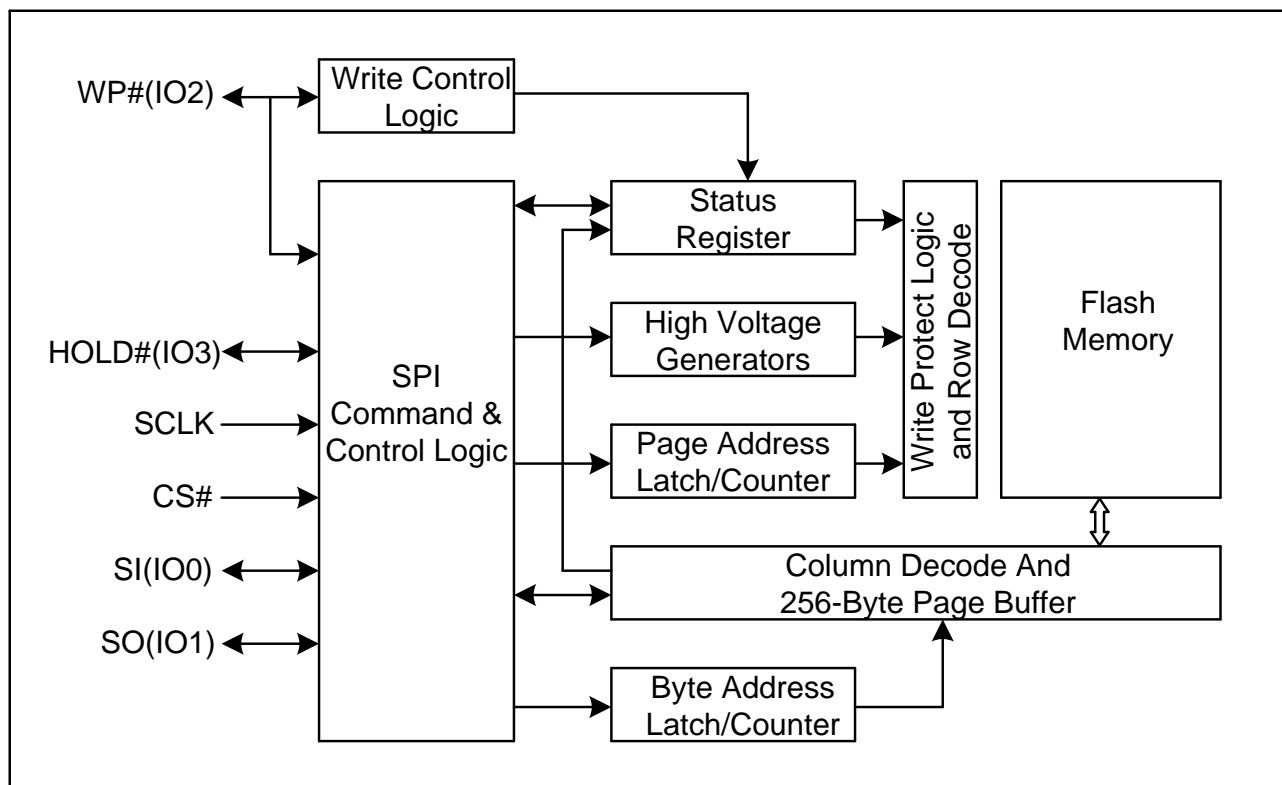 WP#(IO2)
Write Control
Logic
Status
Register
HOLD#(IO3)
SCLK
CS#
SI(IO0)
SO(IO1)
SPI
Command &
Control Logic
High Voltage
Generators
Page Address
Latch/Counter
Write Protect Logic
and Row Decode
Flash
Memory
Column Decode And
256-Byte Page Buffer
Byte Address
Latch/Counter